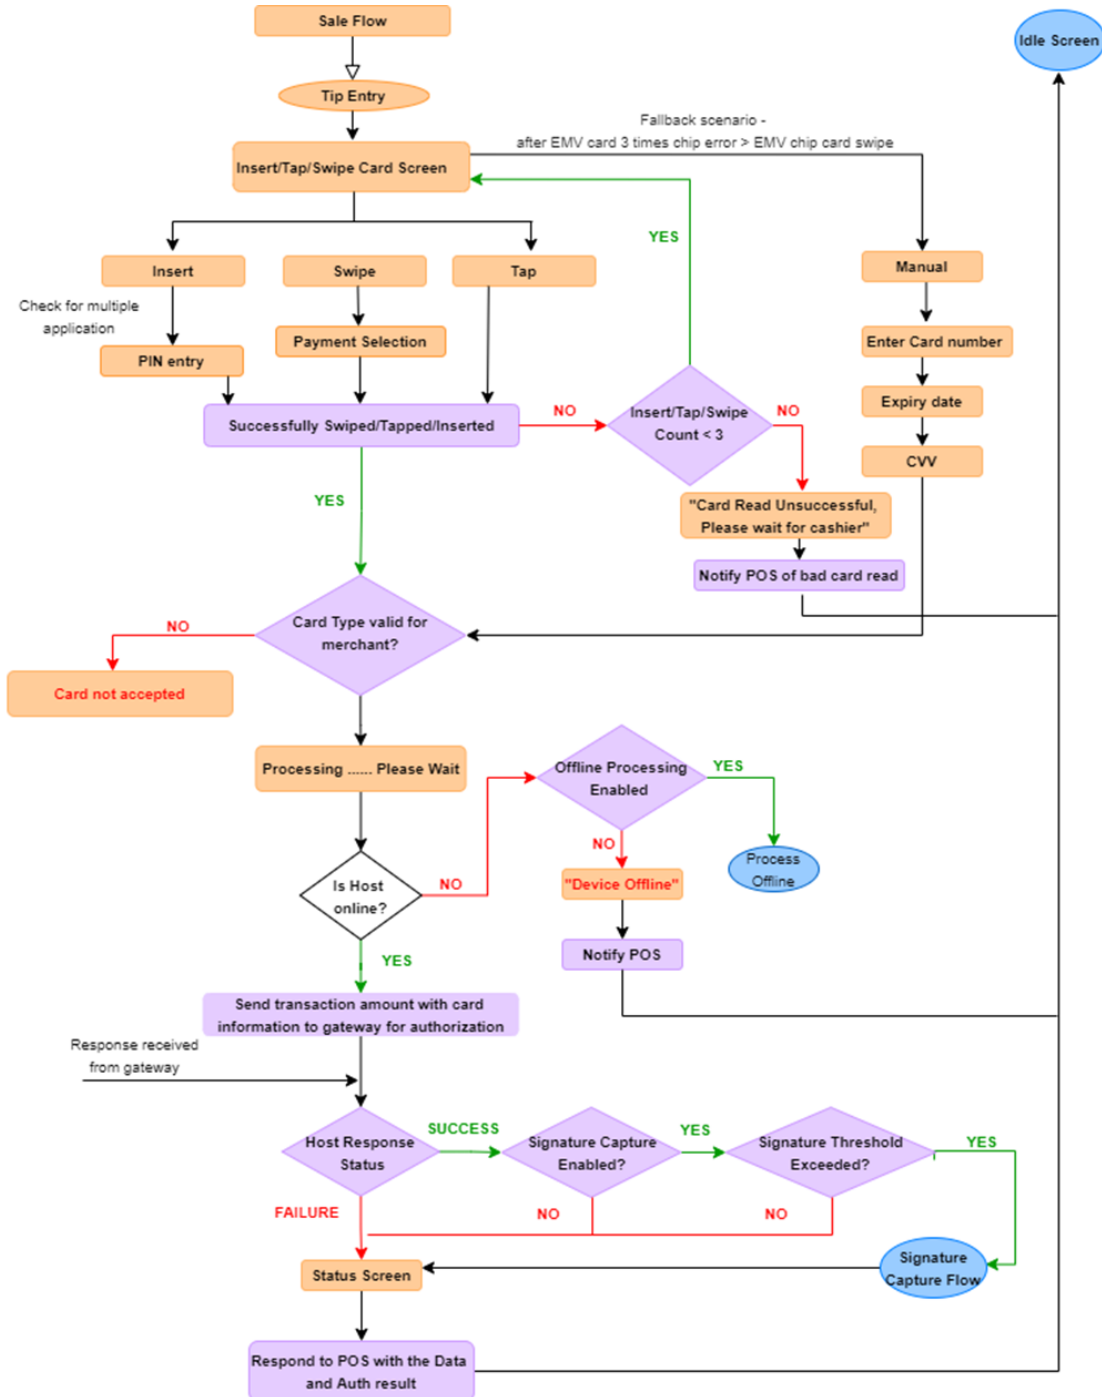 Sale Flow
Idle Screen
Tip Entry
Fallback scenario -
after EMV card 3 times chip error > EMV chip card swipe
Insert/Tap/Swipe Card Screen
YES
Insert
Swipe
Tap
Manual
Check for multiple
application
PIN entry
Payment Selection
Enter Card number
Expiry date
Successfully Swiped/Tapped/Inserted
NO
Insert/Tap/Swipe
Count < 3
NO
CVV
YES
"Card Read Unsuccessful,
Please wait for cashier"
Notify POS of bad card read
Card Type valid for
merchant?
NO
Card not accepted
Processing ...... Please Wait
Offline Processing
Enabled
YES
NO
Process
Offline
Is Host
online?
NO
"Device Offline"
Notify POS
YES
Send transaction amount with card
information to gateway for authorization
Response received
from gateway
Host Response
Status
SUCCESS
Signature Capture
Enabled?
YES
Signature Threshold
Exceeded?
YES
FAILURE
NO
NO
Status Screen
Signature
Capture Flow
Respond to POS with the Data
and Auth result